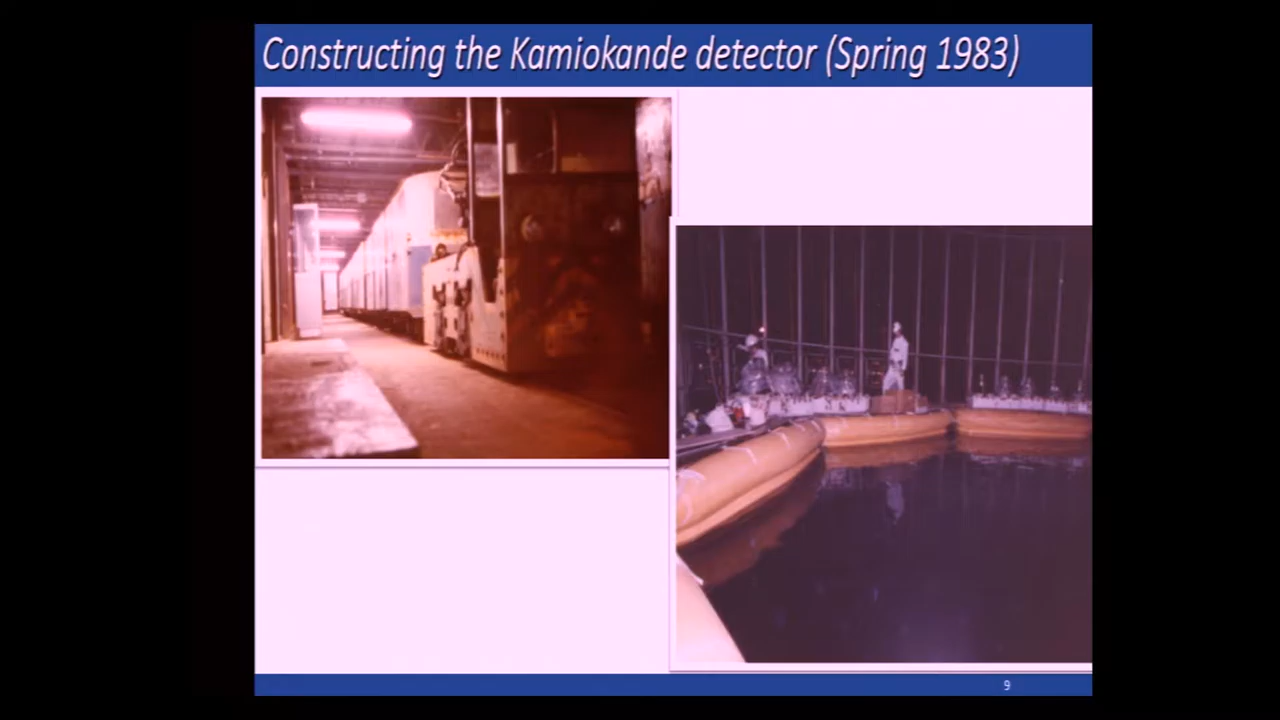 Constructing the Kamiokande detector (Spring 1983)
9